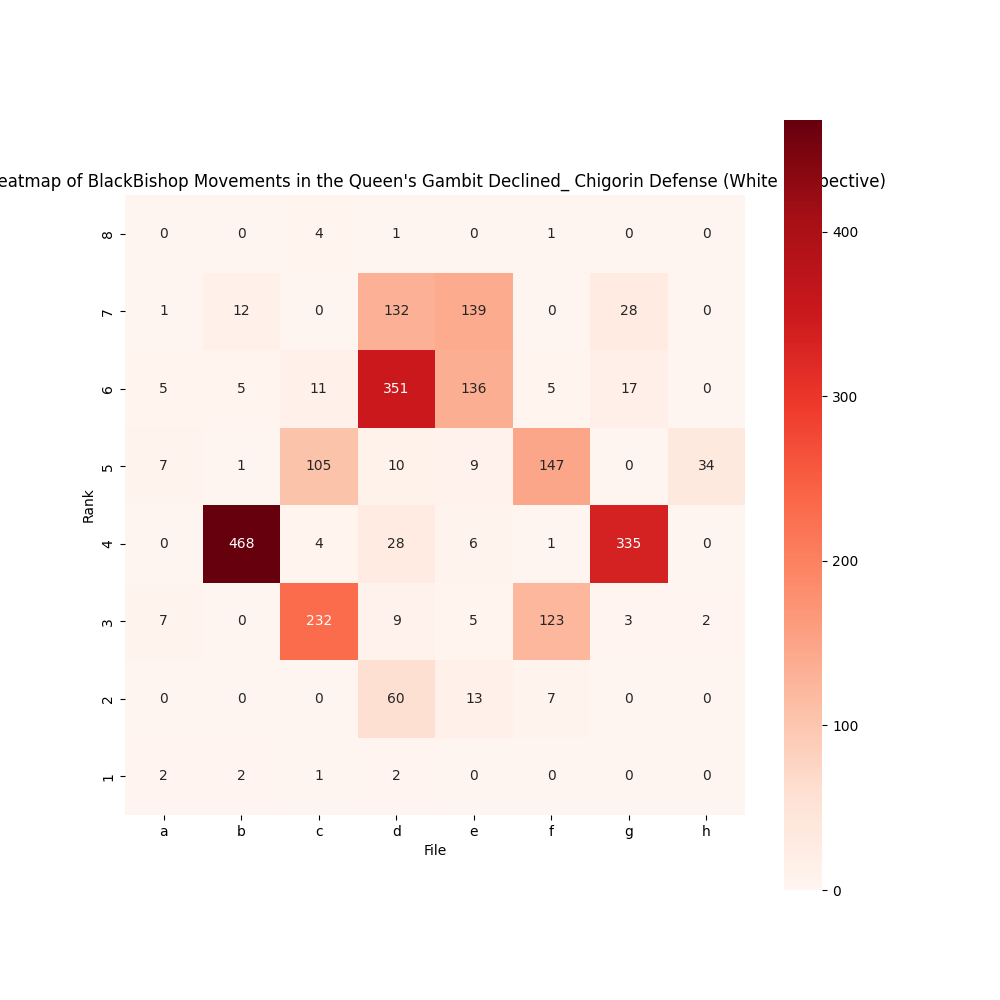 eatmap of BlackBishop Movements in the Queen's Gambit Declined_ Chigorin Defense (White pective)
8 0 0 4 1 0 1 0 0
7 1 12 0 132 139 0 28 0
6 5 5 11 351 136 5 17 0
5 7 1 105 10 9 147 0 34
4 0 468 4 28 6 1 335 0
3 7 0 232 9 5 123 3 2
2 0 0 0 60 13 7 0 0
1 2 2 1 2 0 0 0 0
a b c d e f g h
File
Rank
400
300
200
100
0